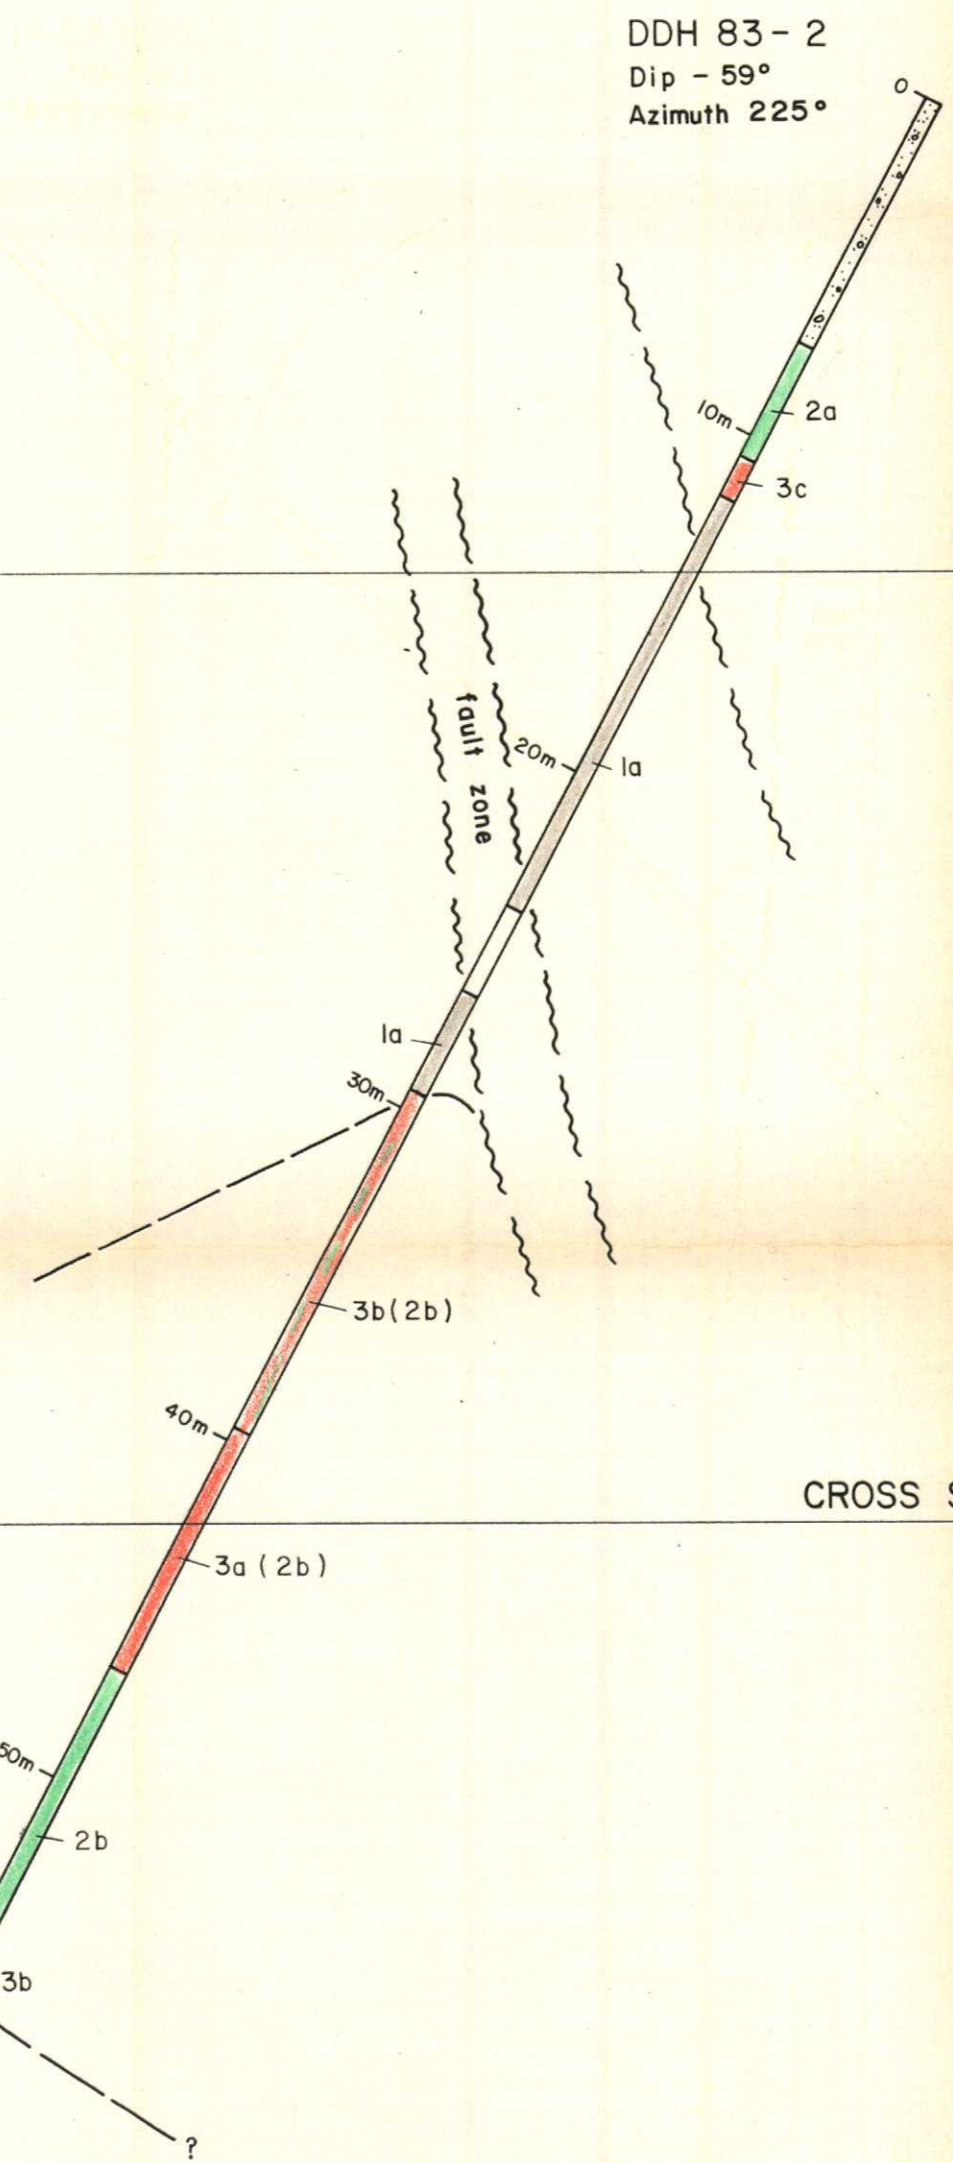 DDH 83-2
Dip - 59°
Azimuth 225°
0
10m
2a
3c
fault zone
20m
1a
1a
30m
3b(2b)
40m
CROSS
3a (2b)
50m
2b
3b
?